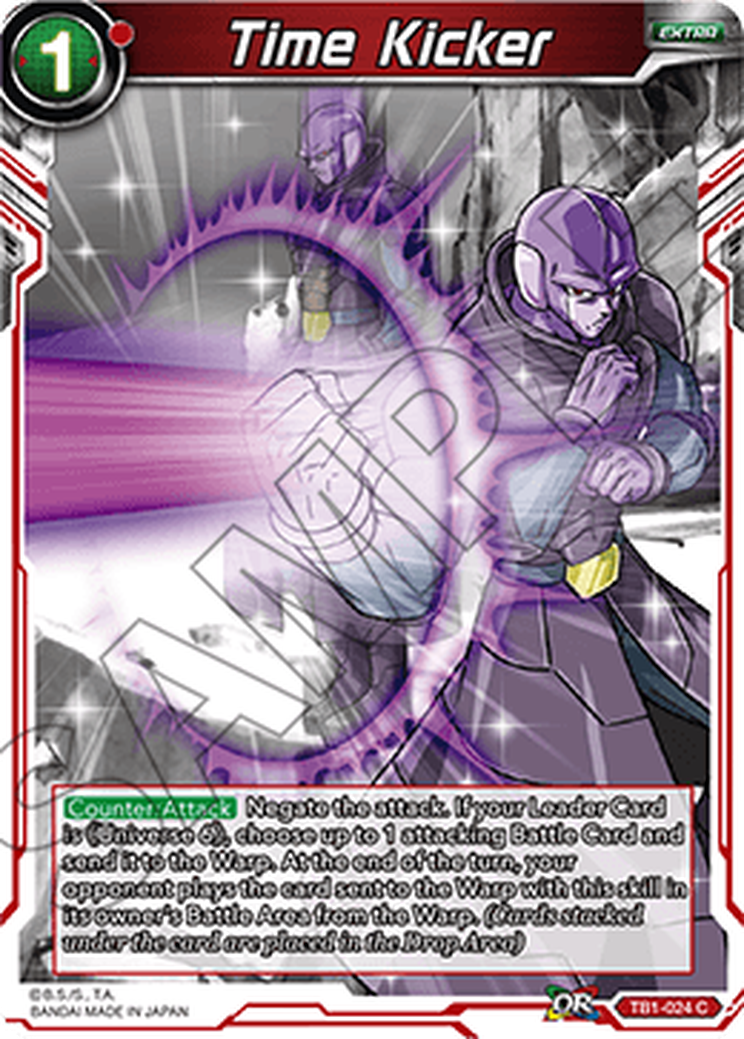 1
Time Kicker
EXTRA
SAMPLE
Counter:Attack Negate the attack. If your Leader Card
is {Universe 6}, choose up to 1 attacking Battle Card and
send it to the Warp. At the end of the turn, your
opponent plays the card sent to the Warp with this skill in
its owner's Battle Area from the Warp. (Cards stacked
under the card are placed in the Drop Area)
©B.S./S., T.A.
BANDAI MADE IN JAPAN
QR
TB1-024 C